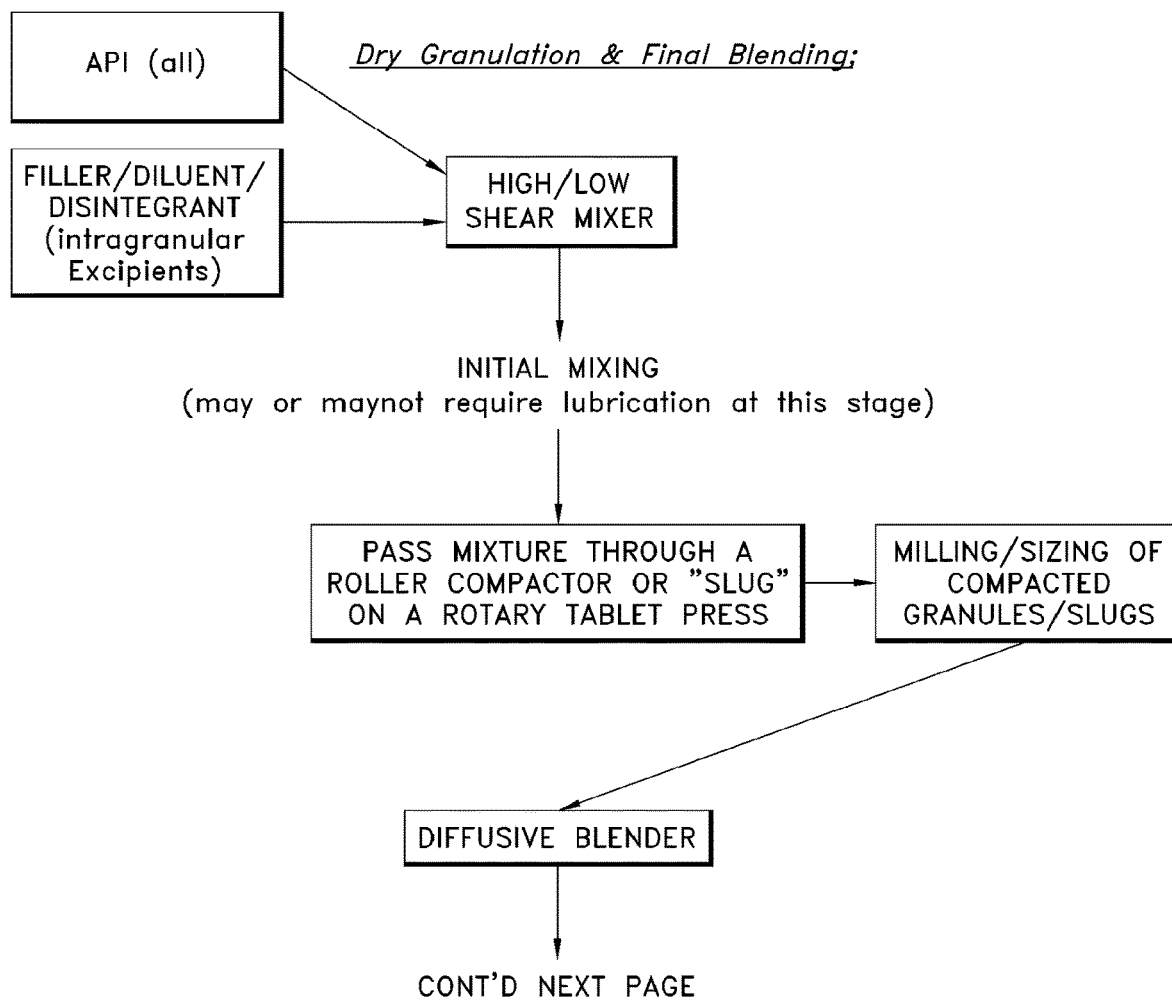 API (all)
Dry Granulation & Final Blending;
FILLER/DILUENT/
DISINTEGRANT
(intragranular
Excipients)
HIGH/LOW
SHEAR MIXER
INITIAL MIXING
(may or maynot require lubrication at this stage)
PASS MIXTURE THROUGH A
ROLLER COMPACTOR OR "SLUG"
ON A ROTARY TABLET PRESS
MILLING/SIZING OF
COMPACTED
GRANULES/SLUGS
DIFFUSIVE BLENDER
CONT'D NEXT PAGE